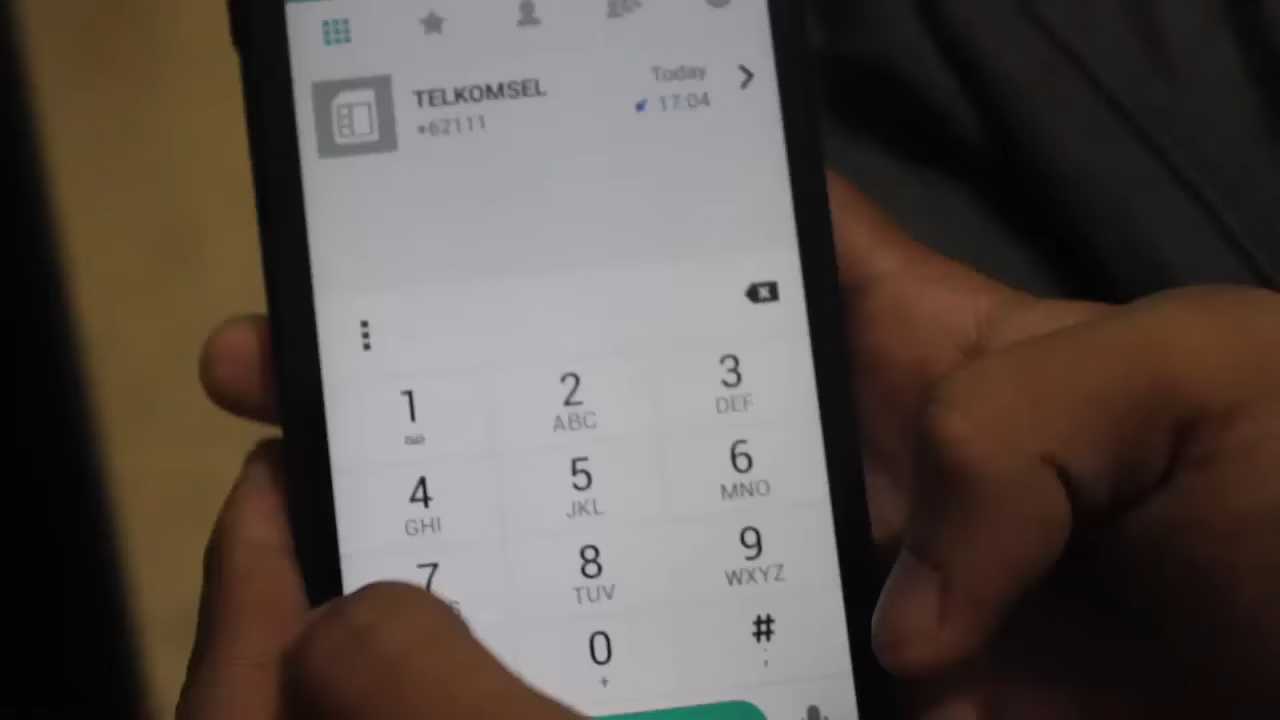 TELKOMSEL
+62111
Today
17:04
1
2
ABC
3
DEF
4
GHI
5
JKL
6
MNO
7
S
8
TUV
9
WXYZ
0
+
#
;